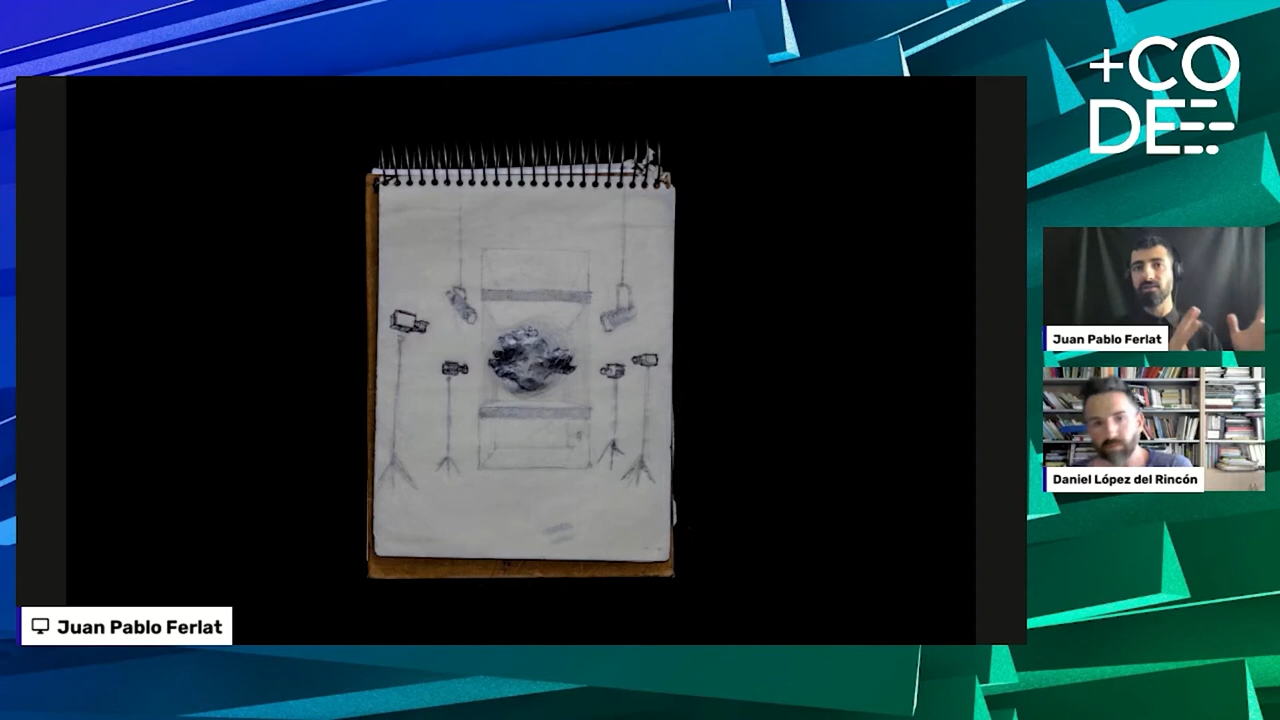 +CO
DE
Juan Pablo Ferlat
Daniel López del Rincón
Juan Pablo Ferlat